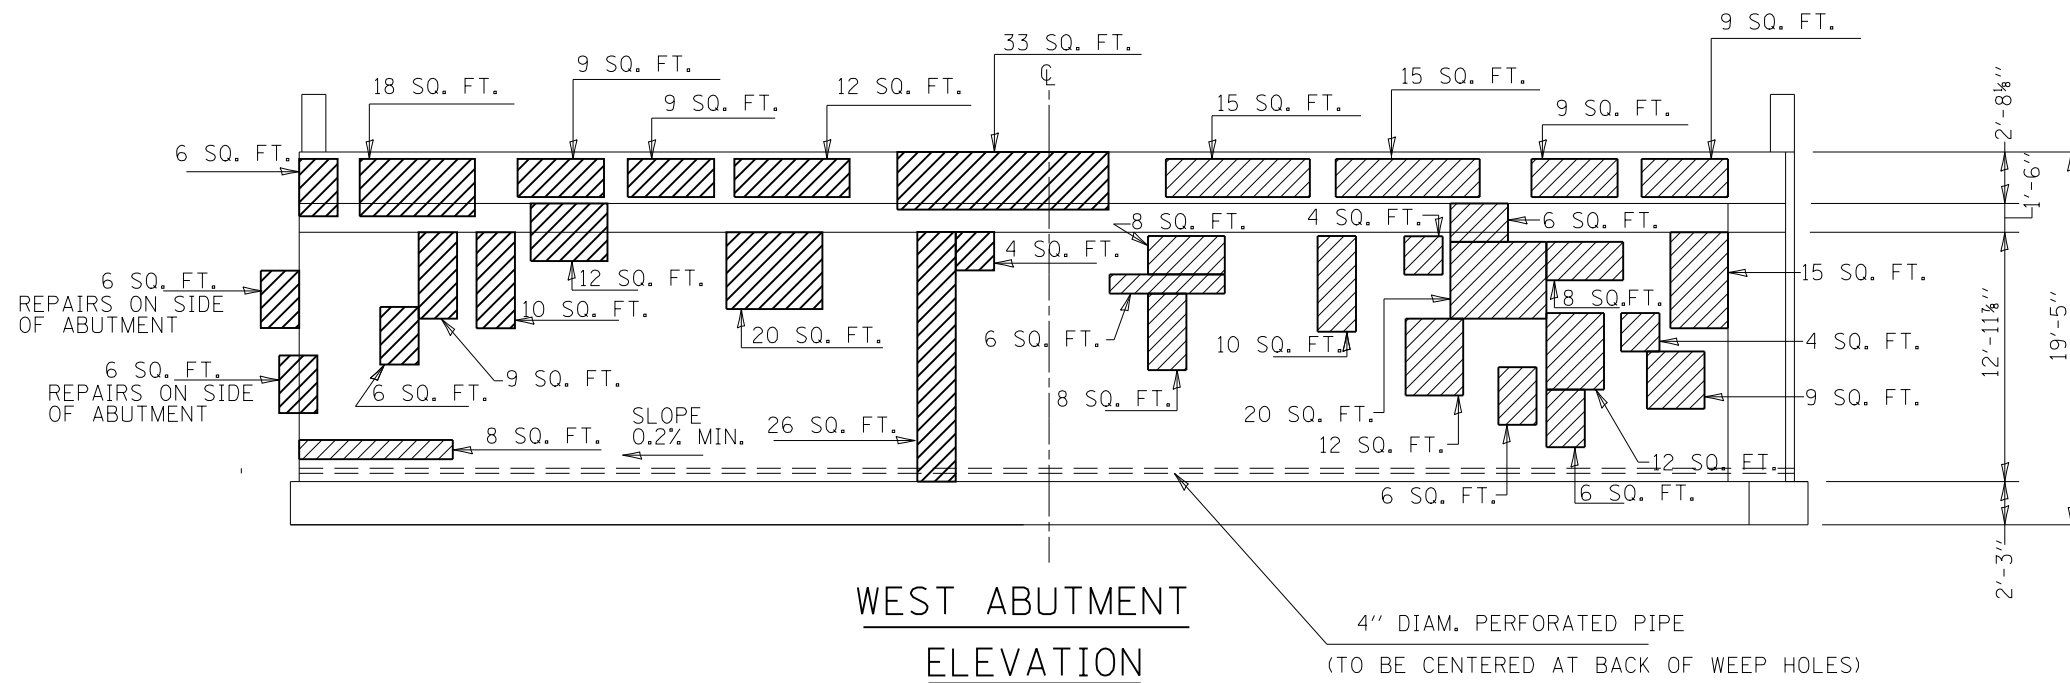 9 SQ. FT.
33 SQ. FT.
9 SQ. FT.
℄
15 SQ. FT.
18 SQ. FT.
12 SQ. FT.
9 SQ. FT.
15 SQ. FT.
9 SQ. FT.
2'-8⅛"
6 SQ. FT.
1'-6"
8 SQ. FT.
4 SQ. FT.
6 SQ. FT.
4 SQ. FT.
6 SQ. FT.
REPAIRS ON SIDE
OF ABUTMENT
12 SQ. FT.
15 SQ. FT.
10 SQ. FT.
8 SQ.FT.
20 SQ. FT.
6 SQ. FT.
10 SQ. FT.
4 SQ. FT.
12'-11⅞"
19'-5"
6 SQ. FT.
REPAIRS ON SIDE
OF ABUTMENT
9 SQ. FT.
6 SQ. FT.
8 SQ. FT.
9 SQ. FT.
20 SQ. FT.
SLOPE
0.2% MIN.
26 SQ. FT.
8 SQ. FT.
12 SQ. FT.
12 SQ. FT.
6 SQ. FT.
6 SQ. FT.
2'-3"
WEST ABUTMENT
ELEVATION
4" DIAM. PERFORATED PIPE
(TO BE CENTERED AT BACK OF WEEP HOLES)